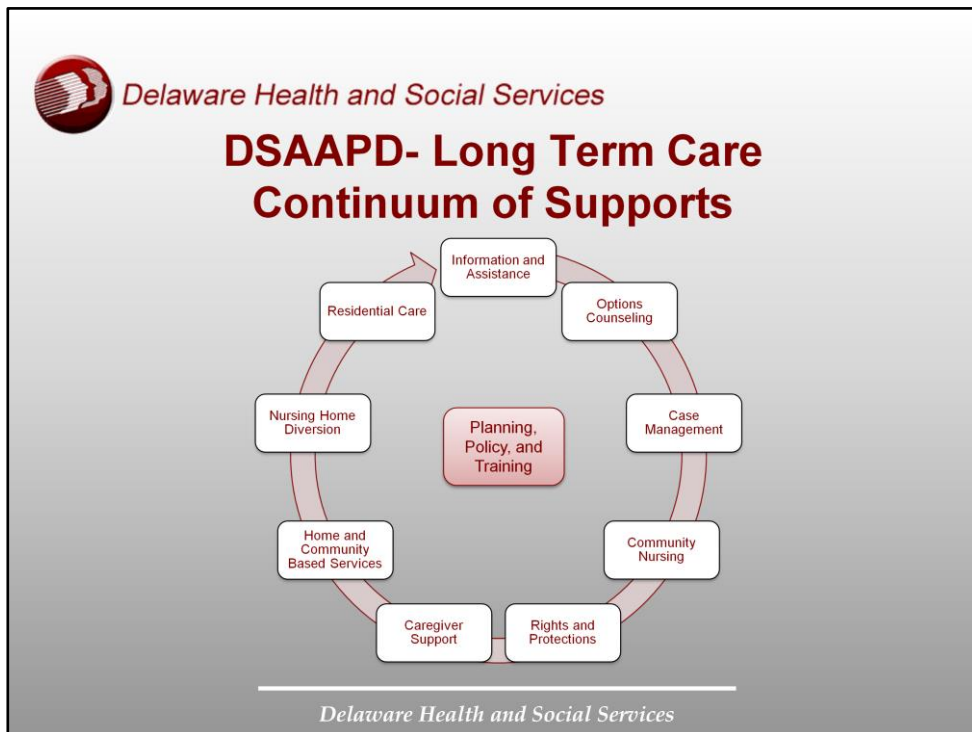 Delaware Health and Social Services
DSAAPD- Long Term Care
Continuum of Supports
Information and
Assistance
Options
Counseling
Case
Management
Community
Nursing
Rights and
Protections
Caregiver
Support
Home and
Community
Based Services
Nursing Home
Diversion
Residential Care
Planning,
Policy, and
Training
Delaware Health and Social Services